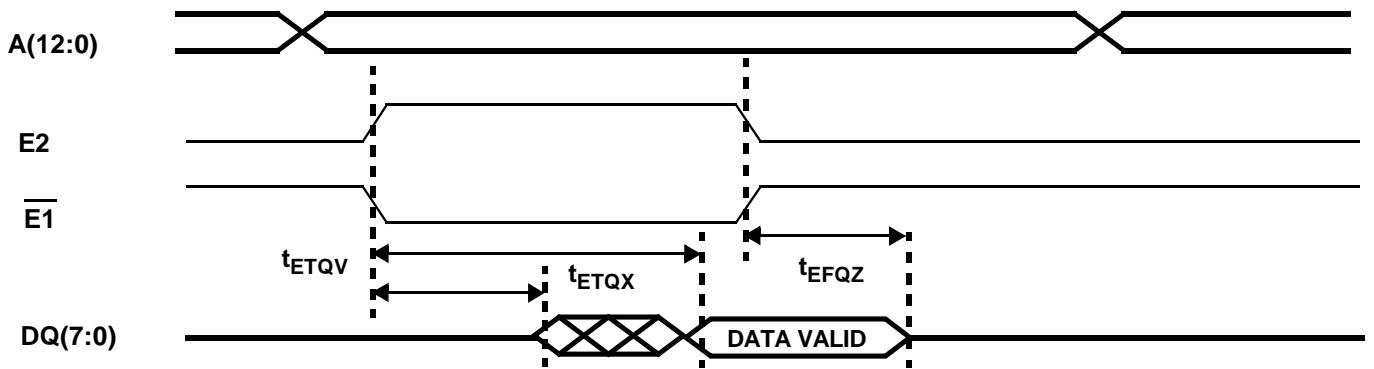 A(12:0)
E2
E1
tETQV
tETQX
tEFQZ
DQ(7:0)
DATA VALID